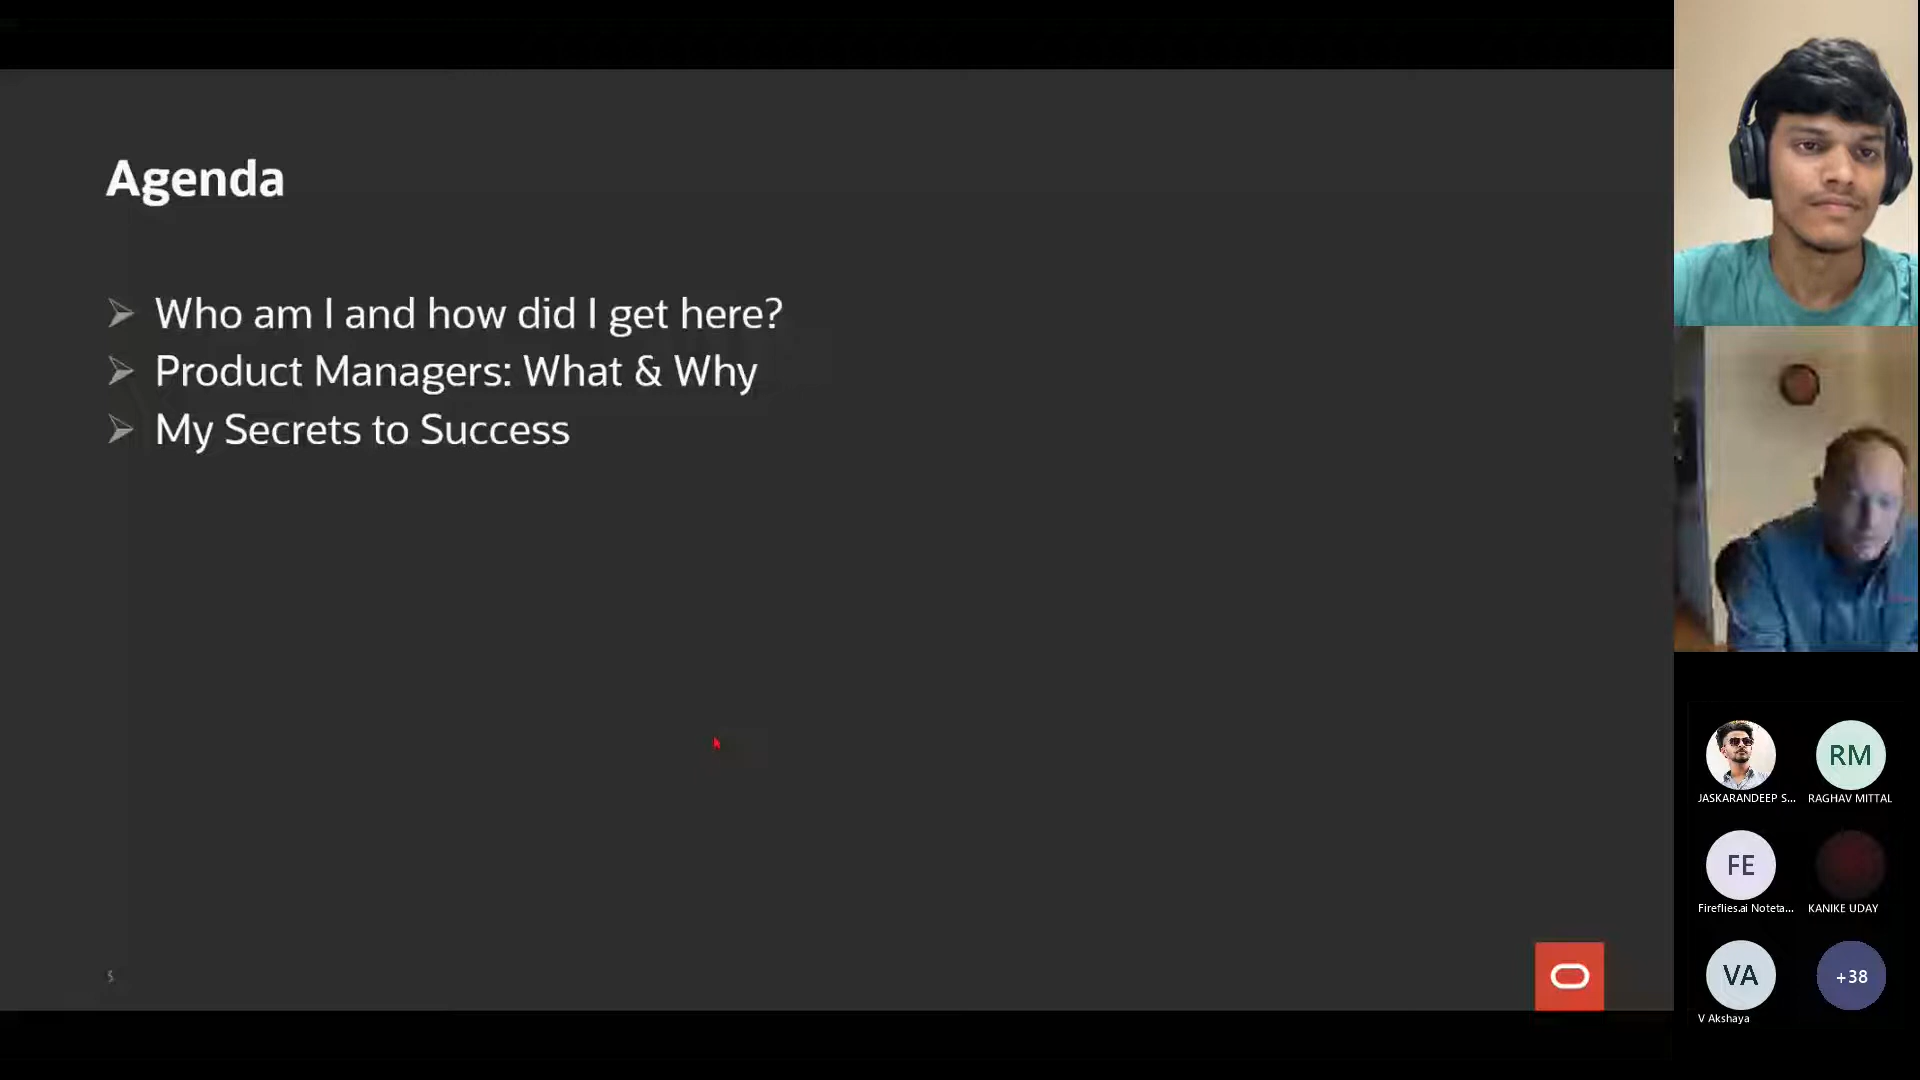 Agenda
Who am I and how did I get here?
Product Managers: What & Why
My Secrets to Success
5
JASKARANDEEP S...
RM
RAGHAV MITTAL
FE
Fireflies.ai Noteta...
KANIKE UDAY
VA
V Akshaya
+38